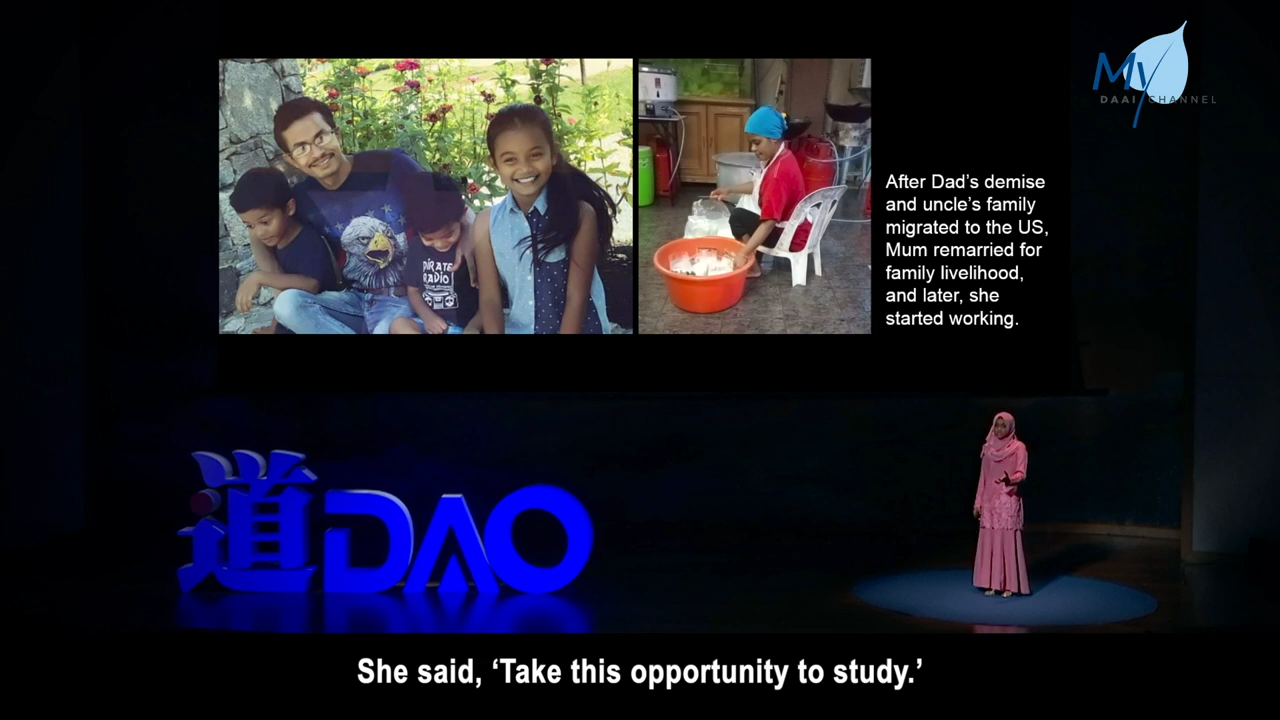 My
DAAI CHANNEL
PIRATE
RADIO
After Dad’s demise
and uncle’s family
migrated to the US,
Mum remarried for
family livelihood,
and later, she
started working.
道DAO
She said, ‘Take this opportunity to study.’